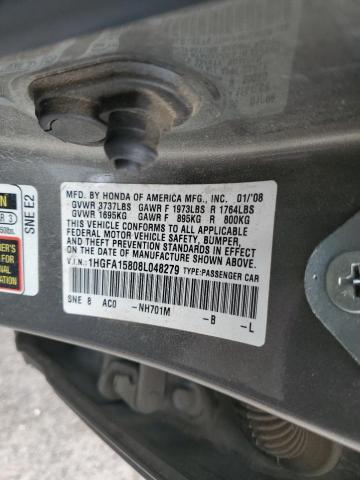 MFD. BY HONDA OF AMERICA MFG., INC. 01/'08
GVWR 3737LBS GAWR F 1973LBS R 1764LBS
GVWR 1695KG GAWR F 895KG R 800KG
THIS VEHICLE CONFORMS TO ALL APPLICABLE
FEDERAL MOTOR VEHICLE SAFETY, BUMPER,
AND THEFT PREVENTION STANDARDS IN
EFFECT ON THE DATE OF MANUFACTURE
SHOWN ABOVE.
V.I.N.: 1HGFA15808L048279 TYPE: PASSENGER CAR
SNE 8 AC0 -NH701M -B -L
SNE E2